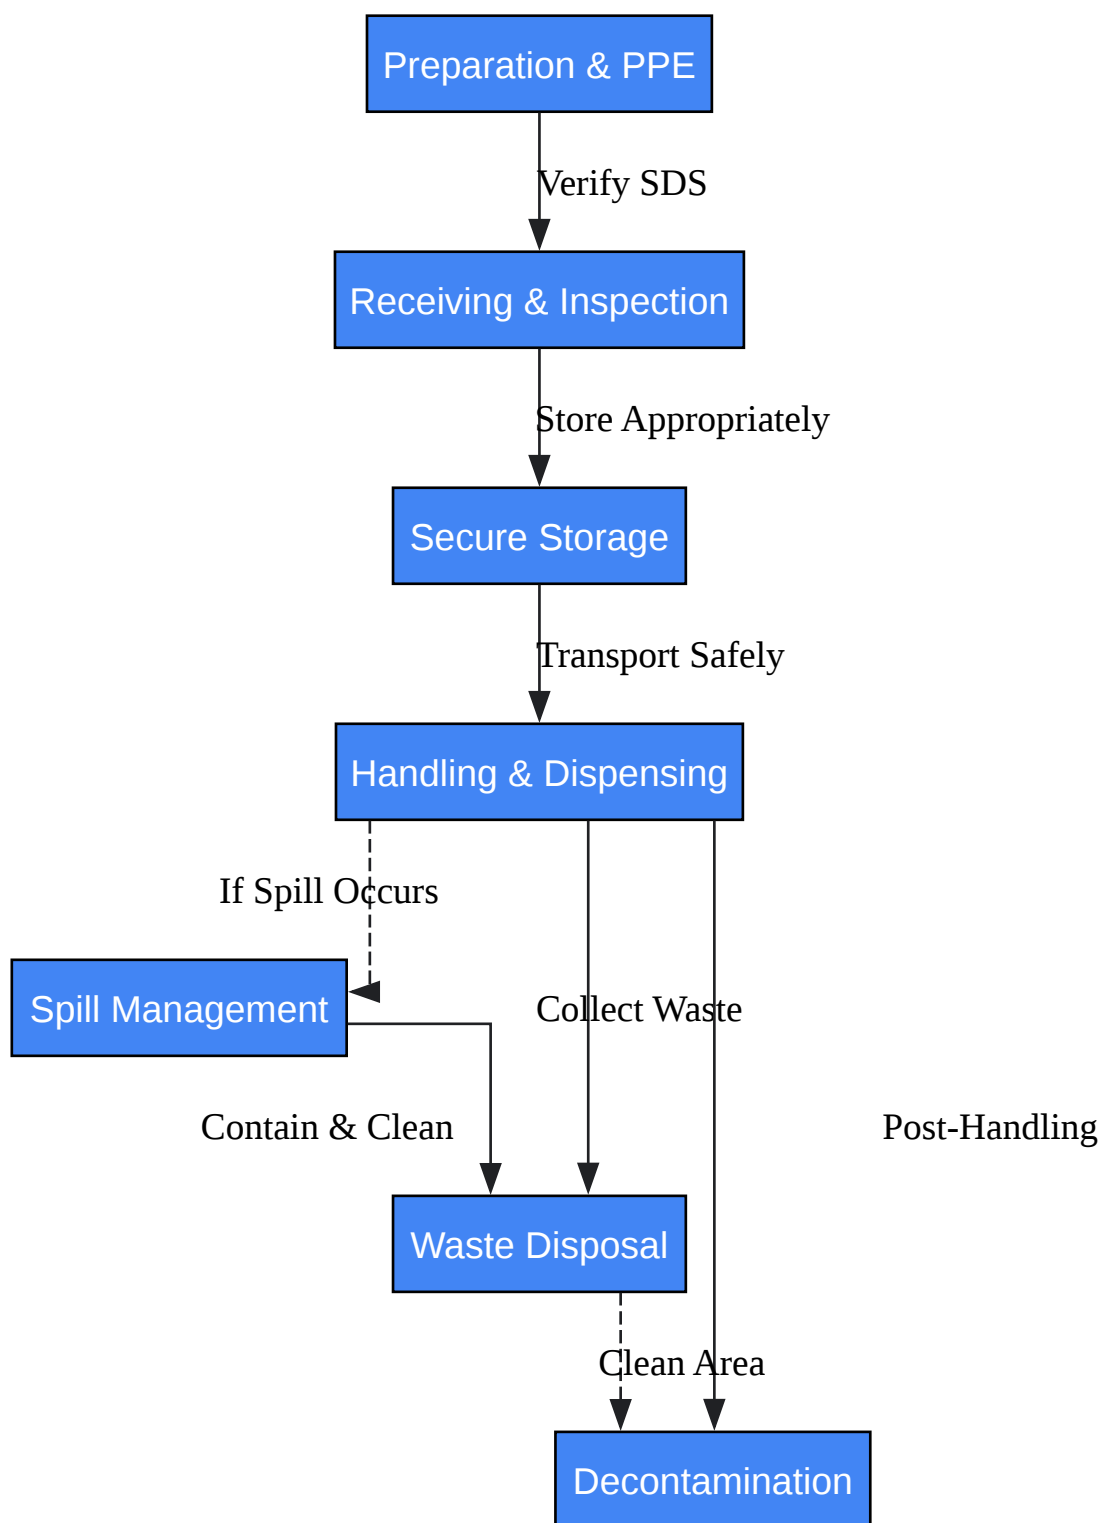 Preparation & PPE
Verify SDS
Receiving & Inspection
Store Appropriately
Secure Storage
Transport Safely
Handling & Dispensing
If Spill Occurs
Spill Management
Collect Waste
Contain & Clean
Post-Handling
Waste Disposal
Clean Area
Decontamination